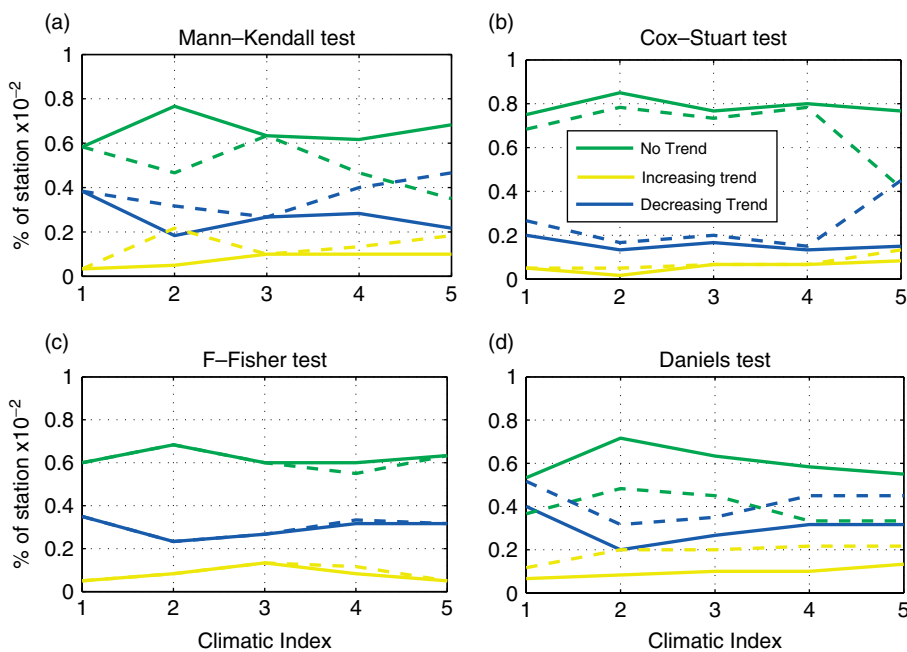 (a)
Mann–Kendall test
1
0.8
0.6
0.4
0.2
0
% of station x10⁻²
1 2 3 4 5
(b)
Cox–Stuart test
1
0.8
0.6
0.4
0.2
0
No Trend
Increasing trend
Decreasing Trend
1 2 3 4 5
(c)
F–Fisher test
1
0.8
0.6
0.4
0.2
0
% of station x10⁻²
1 2 3 4 5
Climatic Index
(d)
Daniels test
1
0.8
0.6
0.4
0.2
0
1 2 3 4 5
Climatic Index